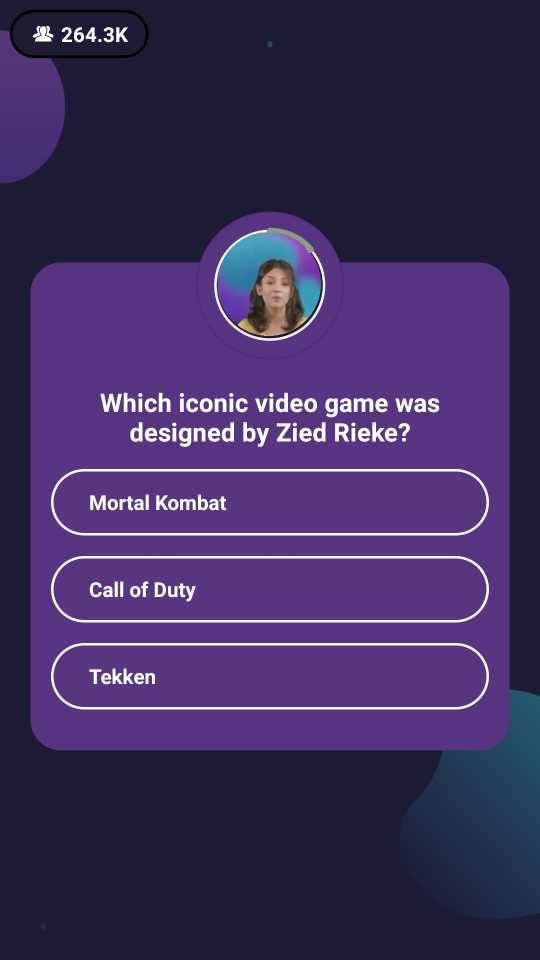 264.3K
Which iconic video game was
designed by Zied Rieke?
Mortal Kombat
Call of Duty
Tekken